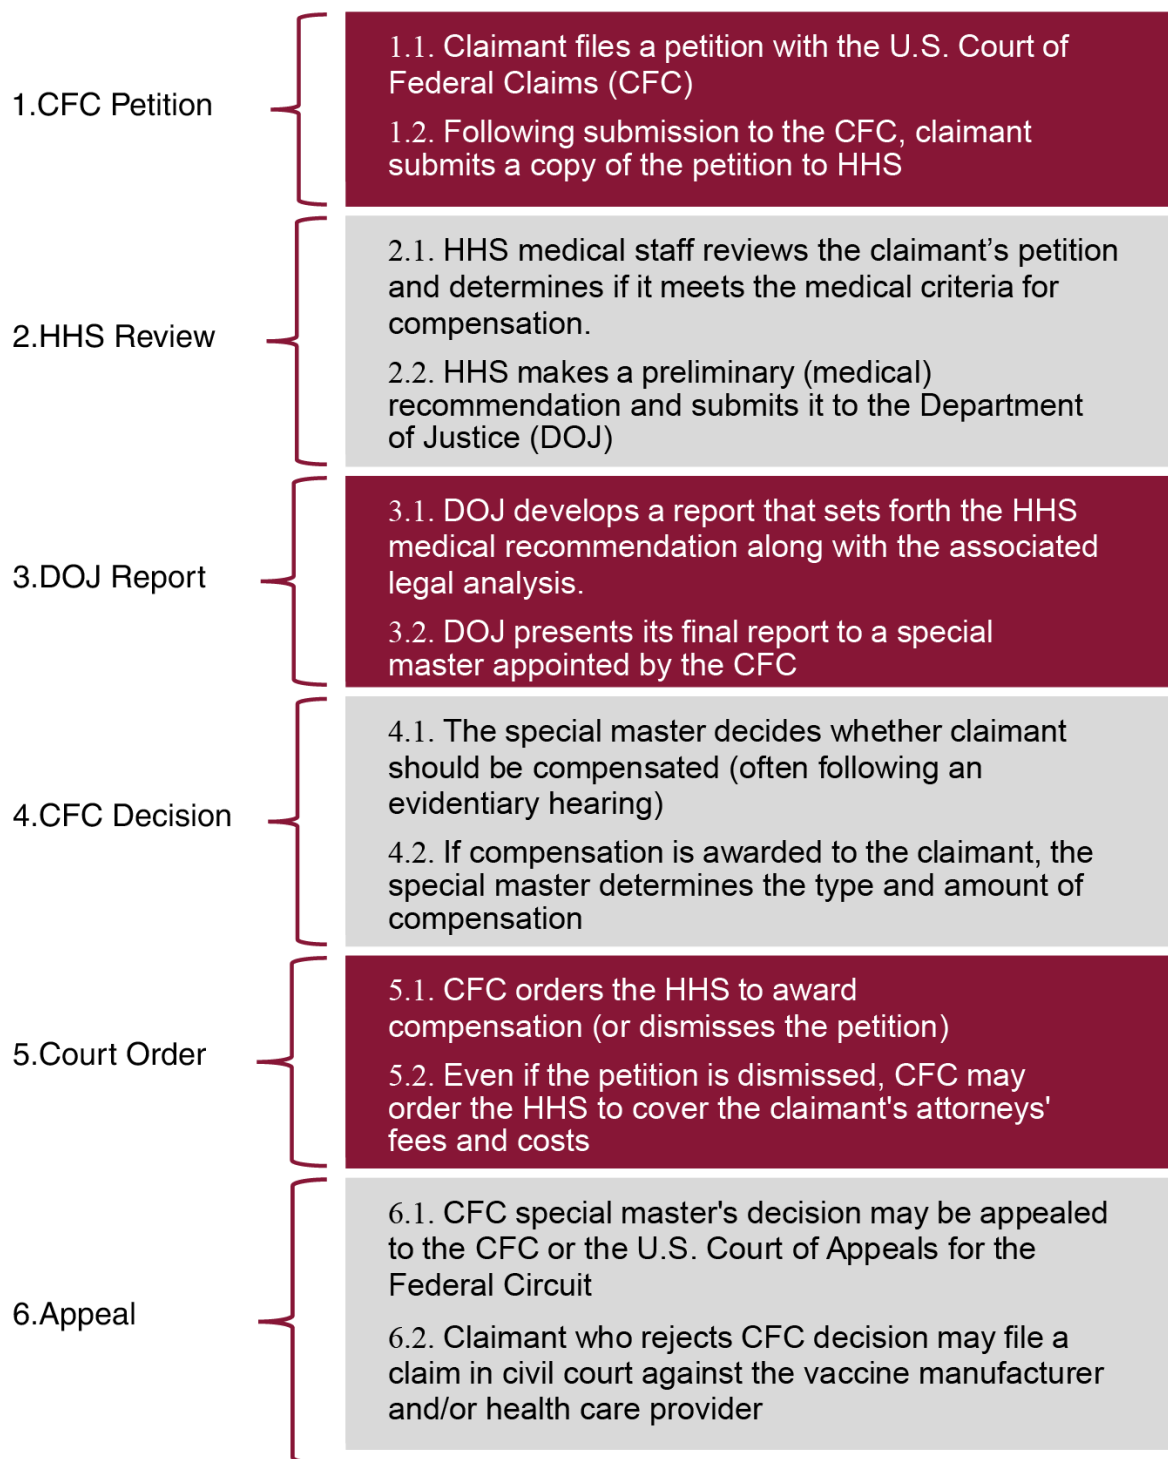 1.CFC Petition
1.1. Claimant files a petition with the U.S. Court of
Federal Claims (CFC)
1.2. Following submission to the CFC, claimant
submits a copy of the petition to HHS
2.HHS Review
2.1. HHS medical staff reviews the claimant’s petition
and determines if it meets the medical criteria for
compensation.
2.2. HHS makes a preliminary (medical)
recommendation and submits it to the Department
of Justice (DOJ)
3.DOJ Report
3.1. DOJ develops a report that sets forth the HHS
medical recommendation along with the associated
legal analysis.
3.2. DOJ presents its final report to a special
master appointed by the CFC
4.CFC Decision
4.1. The special master decides whether claimant
should be compensated (often following an
evidentiary hearing)
4.2. If compensation is awarded to the claimant, the
special master determines the type and amount of
compensation
5.Court Order
5.1. CFC orders the HHS to award
compensation (or dismisses the petition)
5.2. Even if the petition is dismissed, CFC may
order the HHS to cover the claimant's attorneys'
fees and costs
6.Appeal
6.1. CFC special master's decision may be appealed
to the CFC or the U.S. Court of Appeals for the
Federal Circuit
6.2. Claimant who rejects CFC decision may file a
claim in civil court against the vaccine manufacturer
and/or health care provider